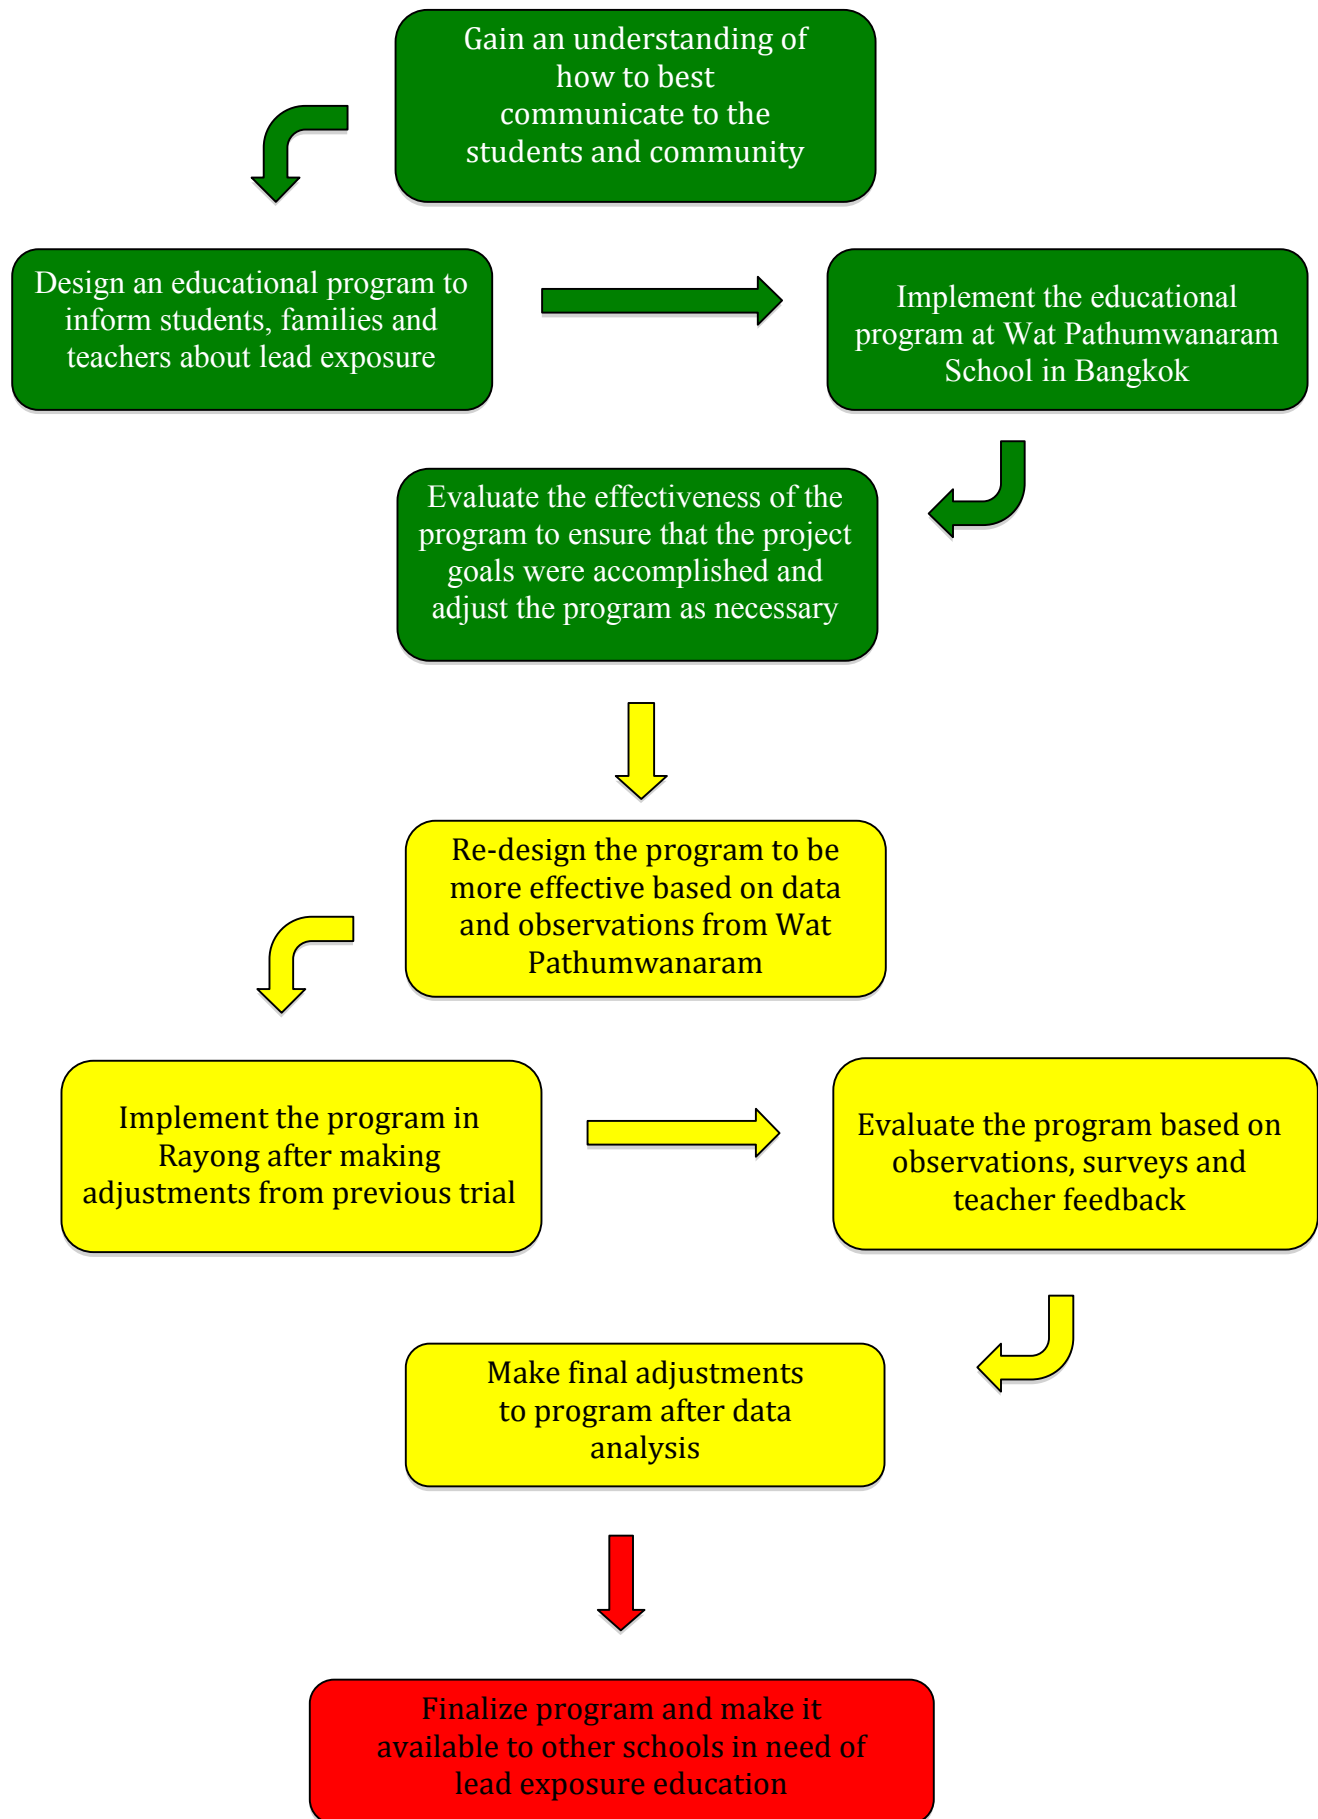 Gain an understanding of
how to best
communicate to the
students and community
Design an educational program to
inform students, families and
teachers about lead exposure
Implement the educational
program at Wat Pathumwanaram
School in Bangkok
Evaluate the effectiveness of the
program to ensure that the project
goals were accomplished and
adjust the program as necessary
Re-design the program to be
more effective based on data
and observations from Wat
Pathumwanaram
Implement the program in
Rayong after making
adjustments from previous trial
Evaluate the program based on
observations, surveys and
teacher feedback
Make final adjustments
to program after data
analysis
Finalize program and make it
available to other schools in need of
lead exposure education